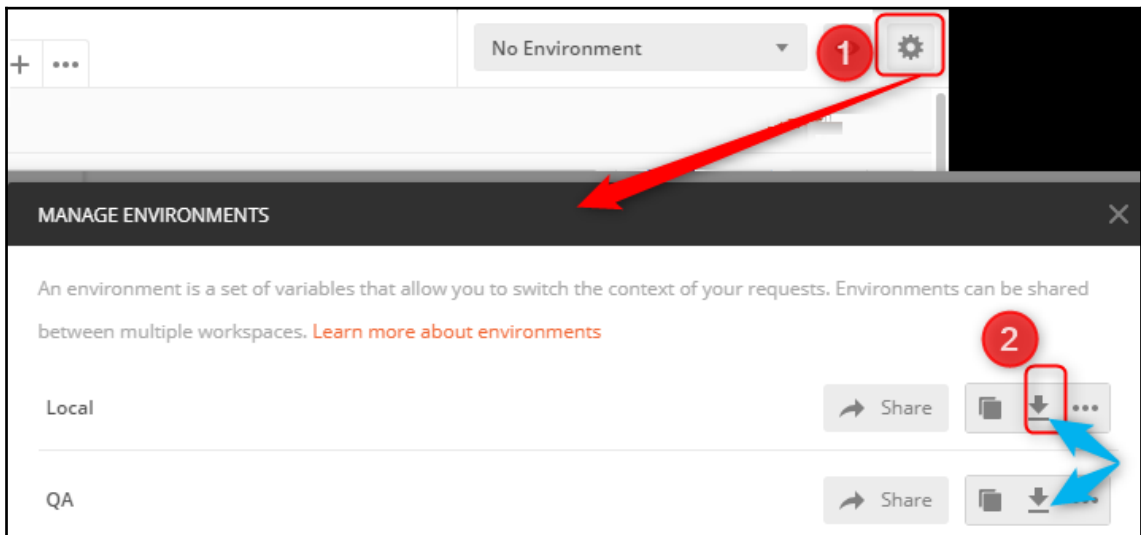 No Environment
1
MANAGE ENVIRONMENTS
An environment is a set of variables that allow you to switch the context of your requests. Environments can be shared
between multiple workspaces. Learn more about environments
2
Local
Share
QA
Share